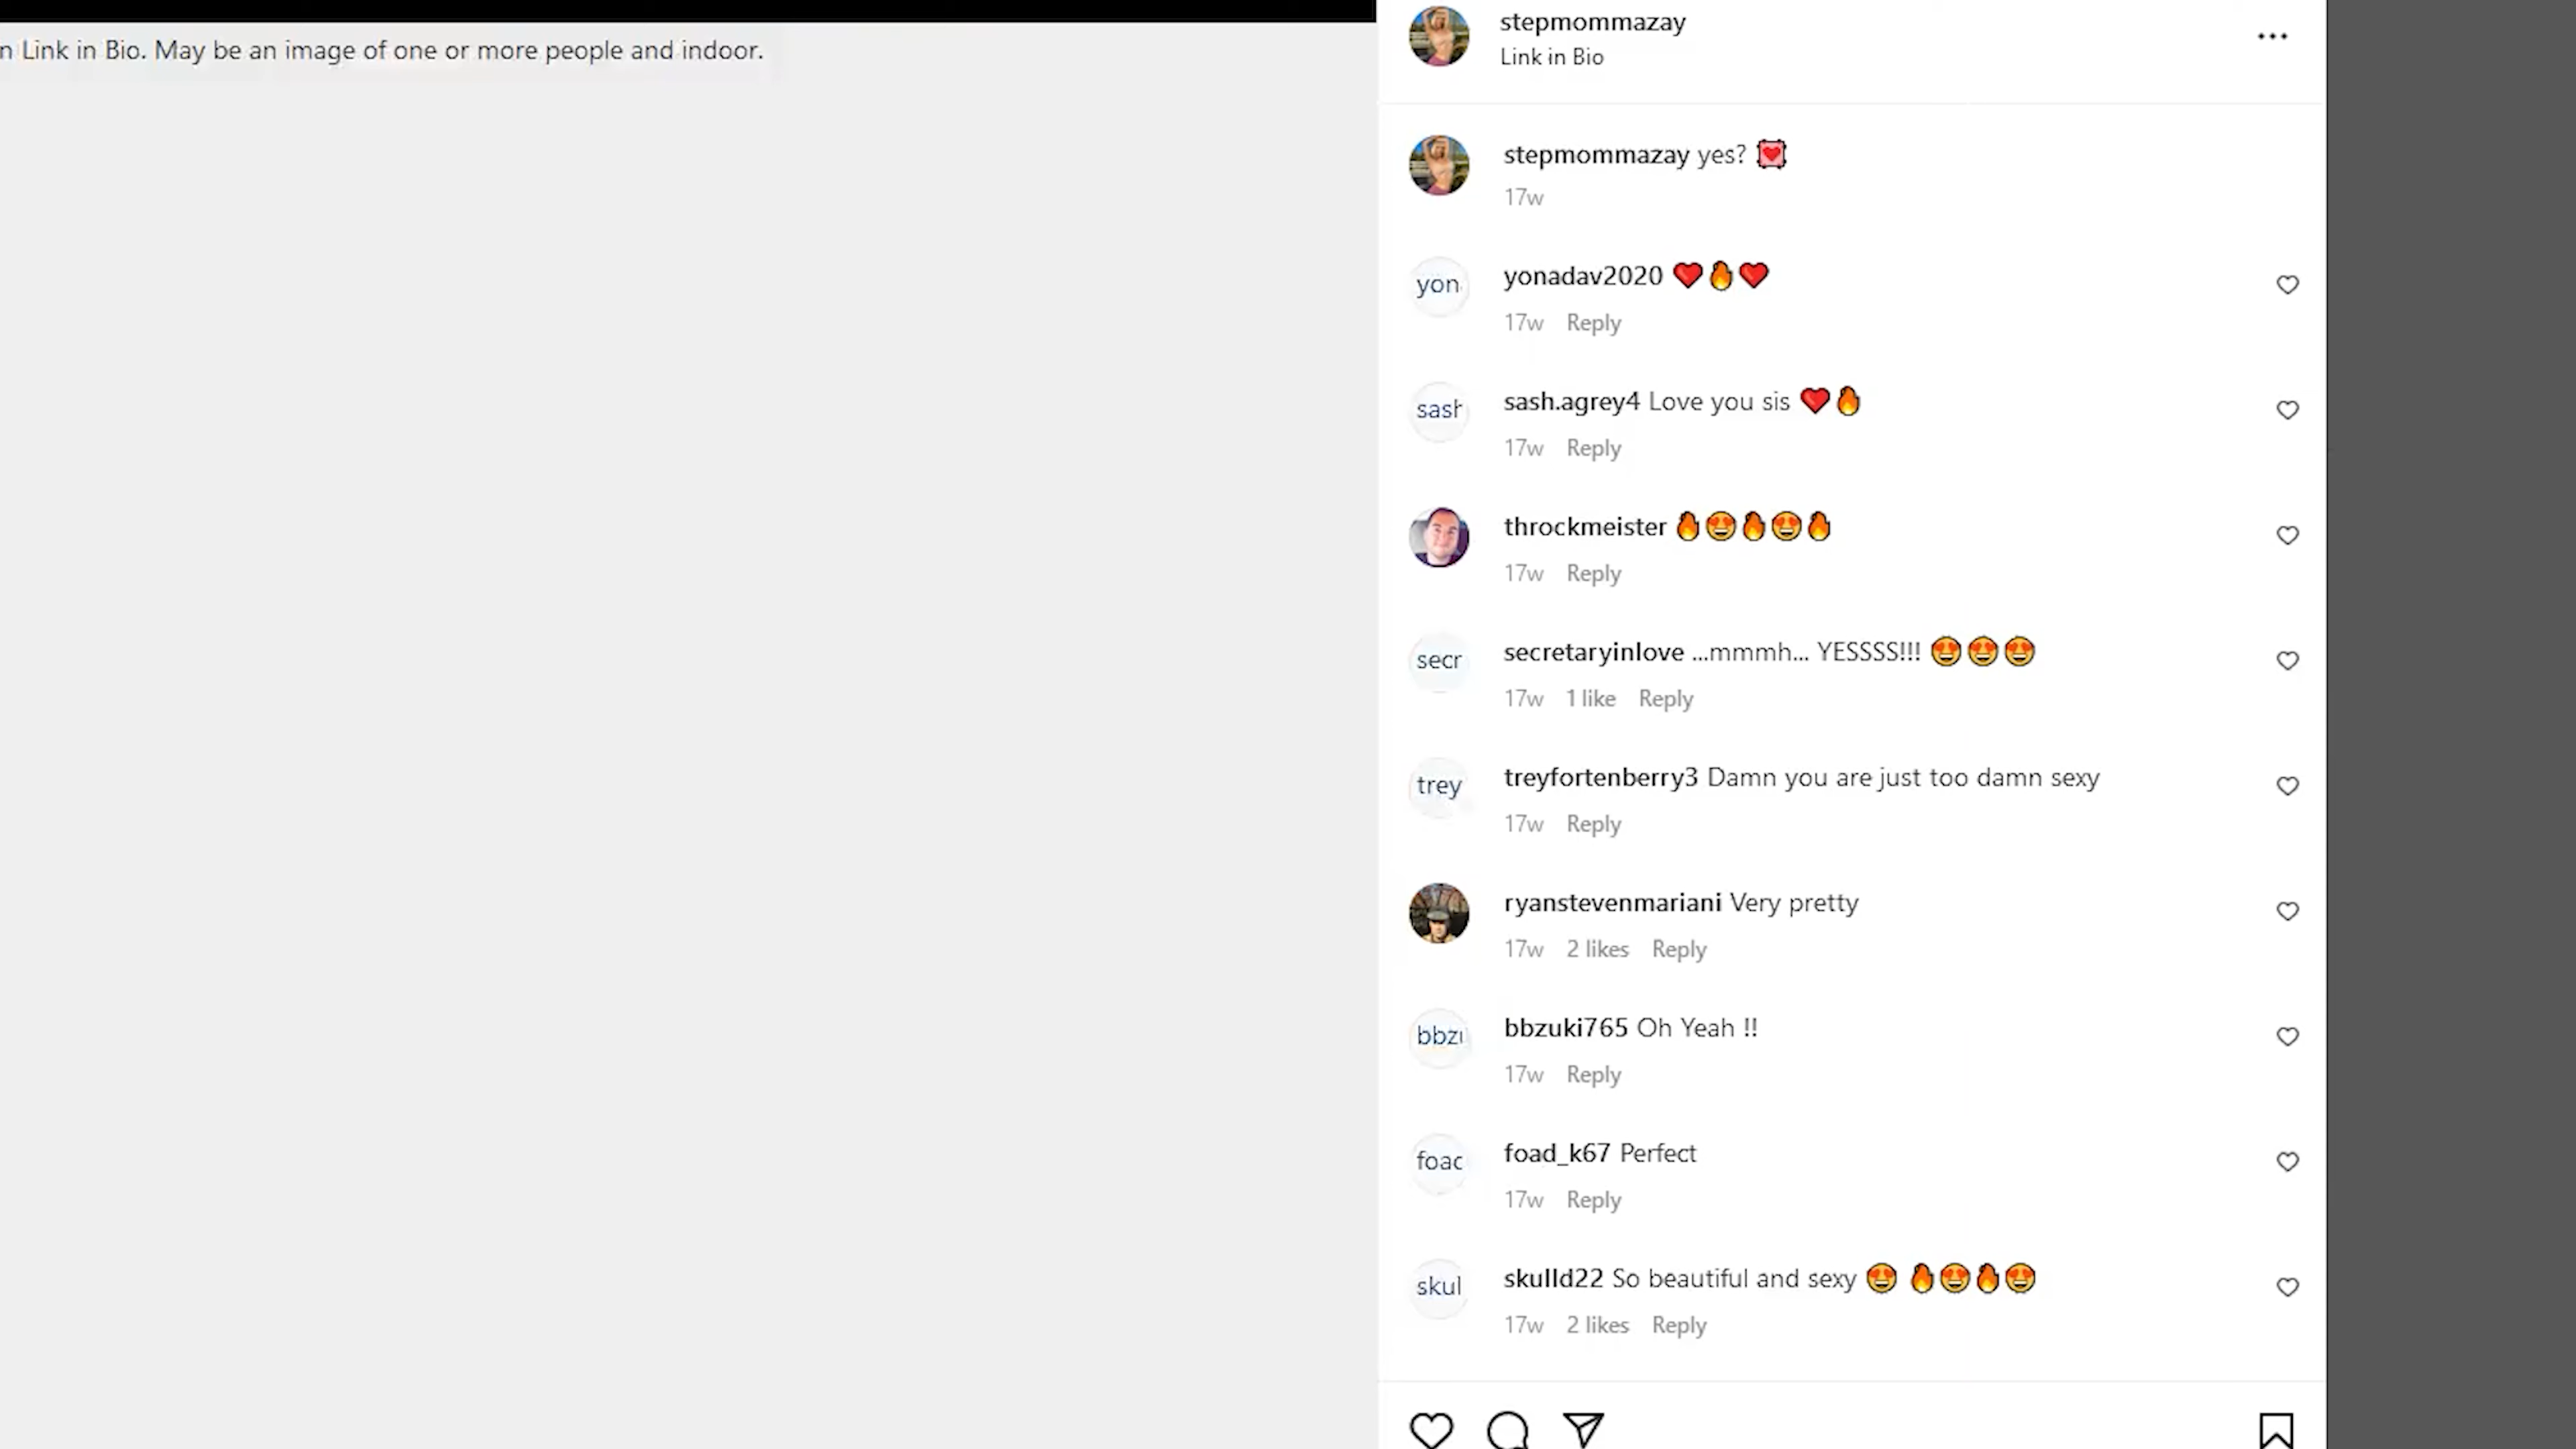 n Link in Bio. May be an image of one or more people and indoor.
stepmommazay
Link in Bio
stepmommazay yes? 💟
17w
yon
yonadav2020 ❤️🔥❤️
17w Reply
sash
sash.agrey4 Love you sis ❤️🔥
17w Reply
throckmeister 🔥😍🔥😍🔥
17w Reply
secr
secretaryinlove ...mmmh... YESSSS!!! 😍😍😍
17w 1 like Reply
trey
treyfortenberry3 Damn you are just too damn sexy
17w Reply
ryanstevenmariani Very pretty
17w 2 likes Reply
bbzu
bbzuki765 Oh Yeah !!
17w Reply
foac
foad_k67 Perfect
17w Reply
skul
skulld22 So beautiful and sexy 😍 🔥😍🔥😍
17w 2 likes Reply